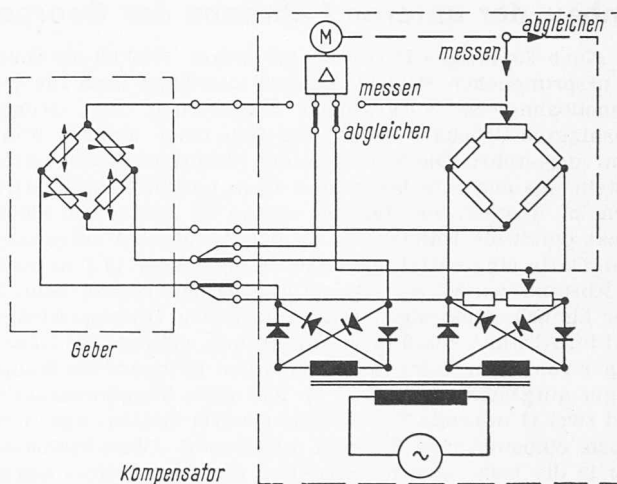 M
abgleichen
messen
messen
abgleichen
Geber
Kompensator